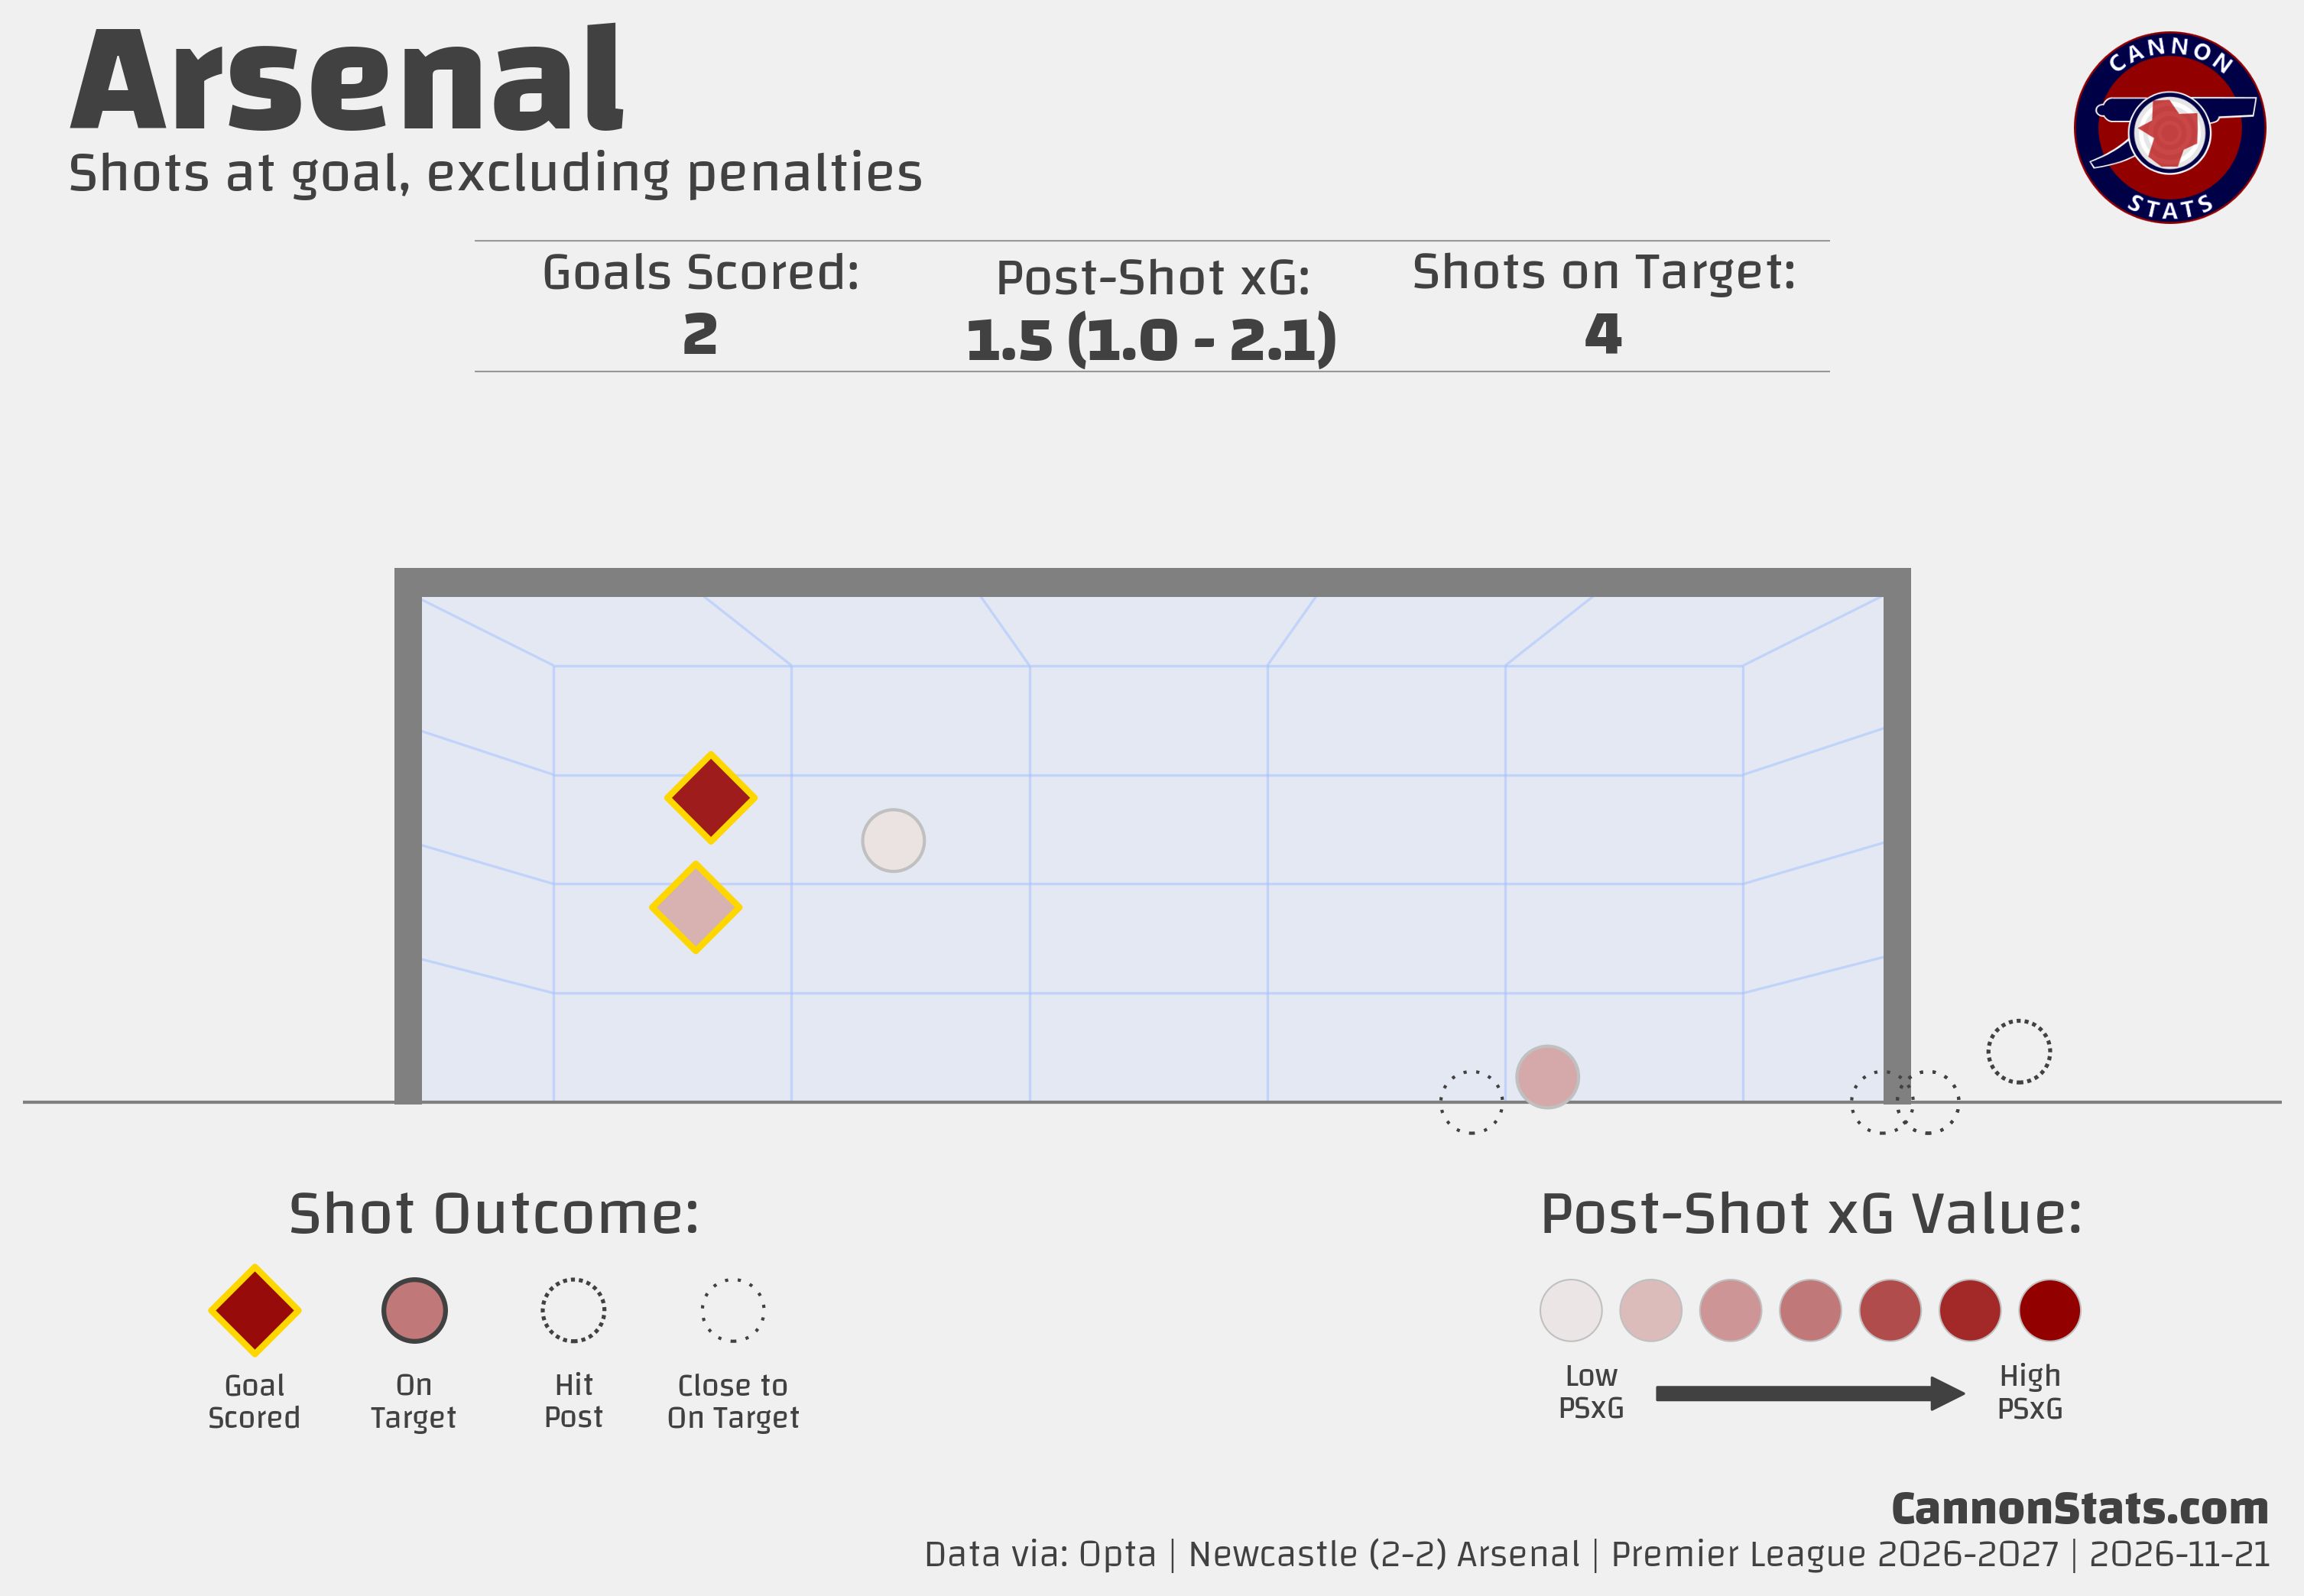 Arsenal
Shots at goal, excluding penalties
CANNON
STATS
Goals Scored:
2
Post-Shot xG:
1.5 (1.0 - 2.1)
Shots on Target:
4
Shot Outcome:
Goal
Scored
On
Target
Hit
Post
Close to
On Target
Post-Shot xG Value:
Low
PSxG
High
PSxG
CannonStats.com
Data via: Opta | Newcastle (2-2) Arsenal | Premier League 2026-2027 | 2026-11-21